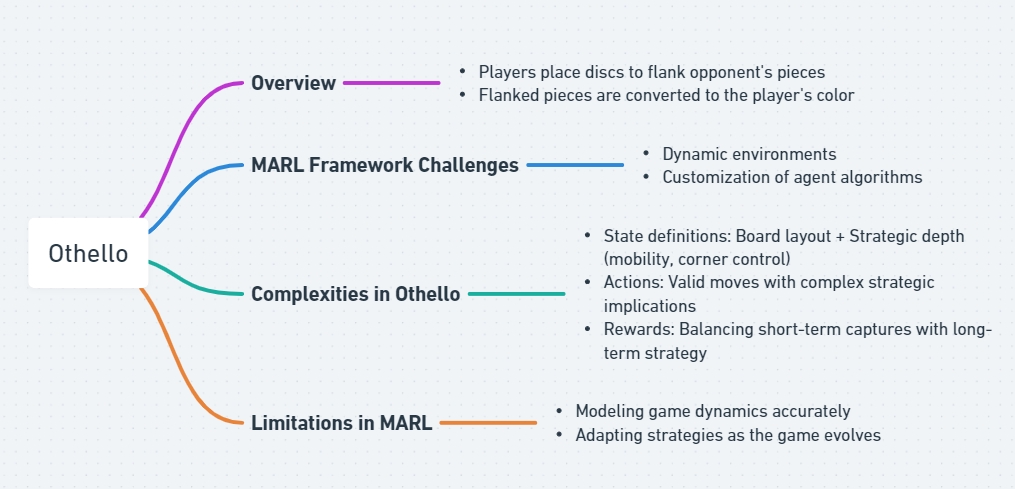 Overview
• Players place discs to flank opponent's pieces
• Flanked pieces are converted to the player's color
MARL Framework Challenges
• Dynamic environments
• Customization of agent algorithms
Othello
Complexities in Othello
• State definitions: Board layout + Strategic depth
(mobility, corner control)
• Actions: Valid moves with complex strategic
implications
• Rewards: Balancing short-term captures with long-
term strategy
Limitations in MARL
• Modeling game dynamics accurately
• Adapting strategies as the game evolves